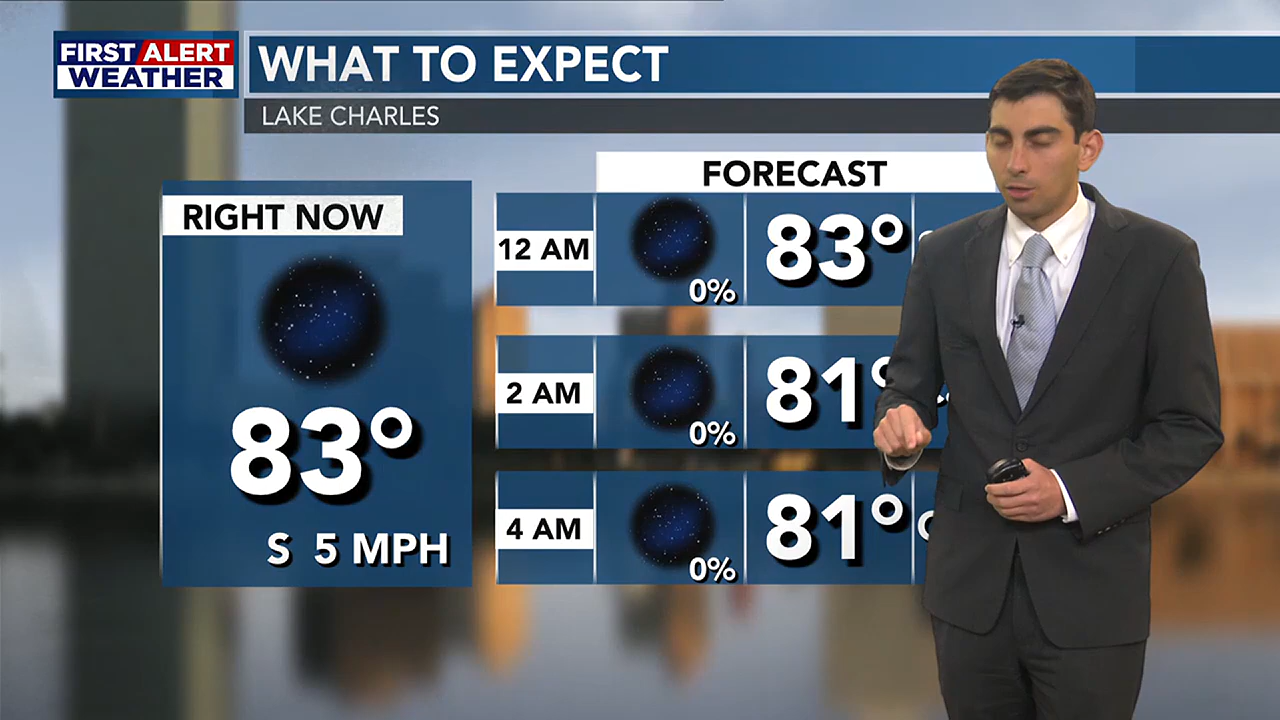 FIRST ALERT
WEATHER
WHAT TO EXPECT
LAKE CHARLES
RIGHT NOW
83°
S 5 MPH
FORECAST
12 AM
0%
83°
2 AM
0%
81°
4 AM
0%
81°